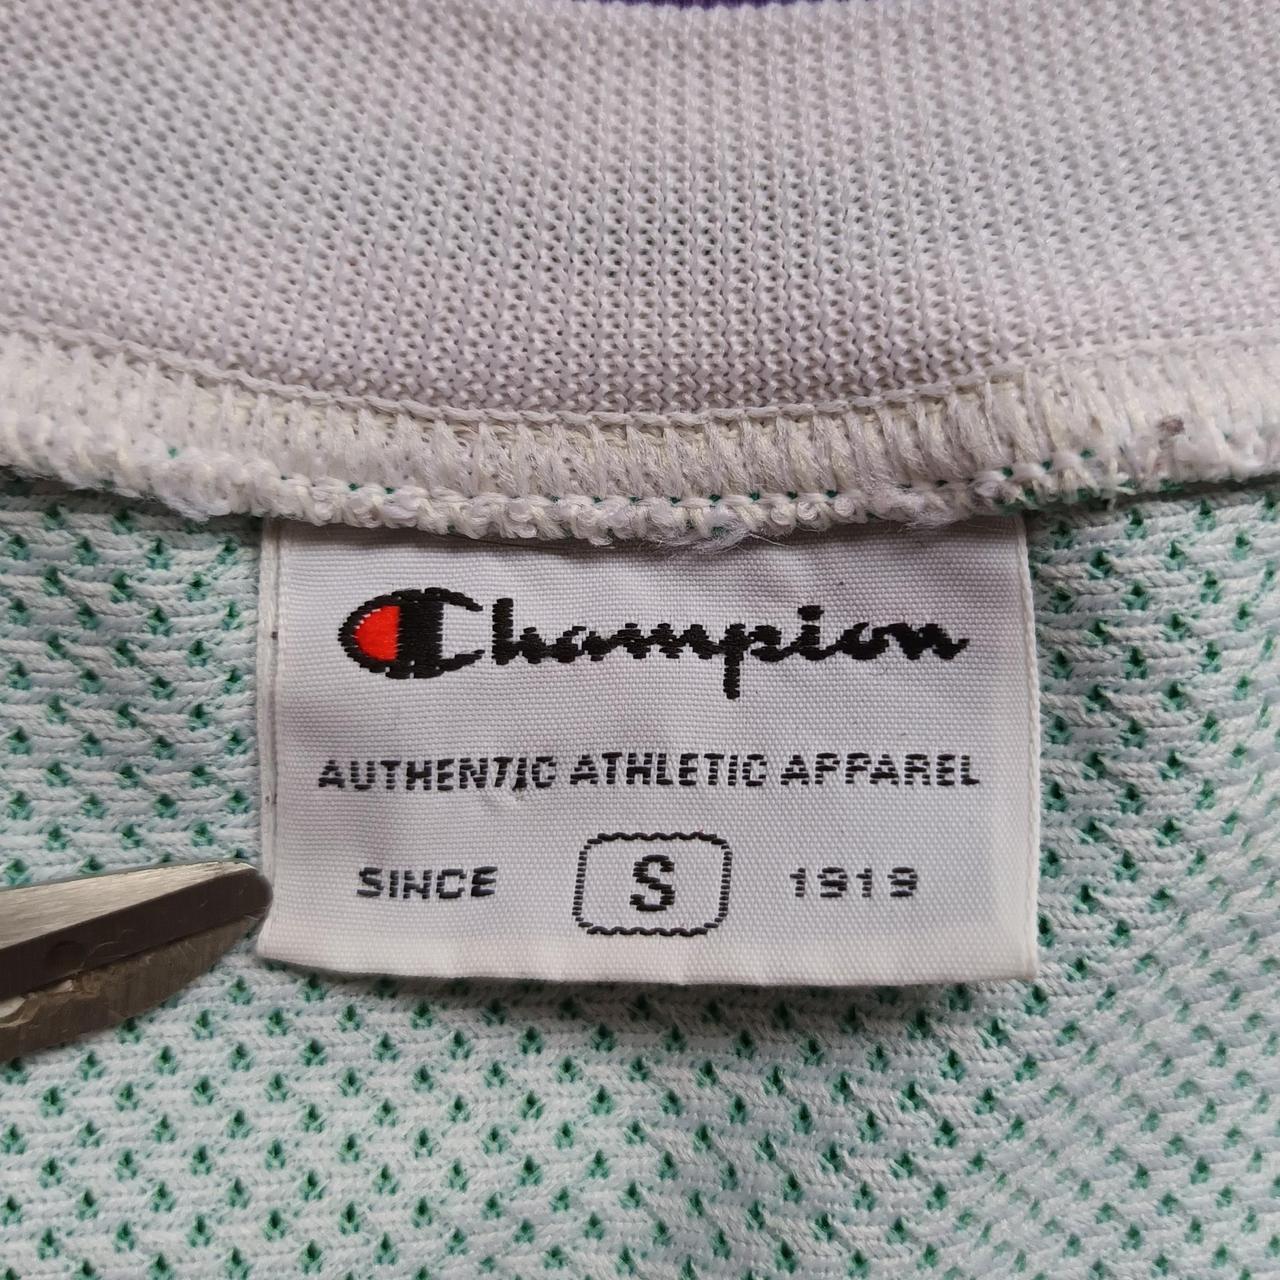 Champion
AUTHENTIC ATHLETIC APPAREL
SINCE S 1919